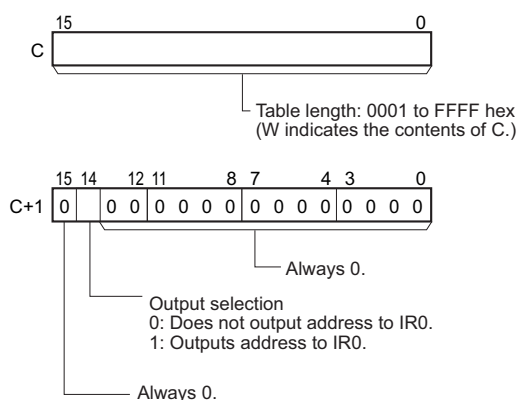 15 0
C
Table length: 0001 to FFFF hex
(W indicates the contents of C.)
15 14 12 11 8 7 4 3 0
C+1 0 0 0 0 0 0 0 0 0 0 0 0 0 0 0
Always 0.
Output selection
0: Does not output address to IR0.
1: Outputs address to IR0.
Always 0.